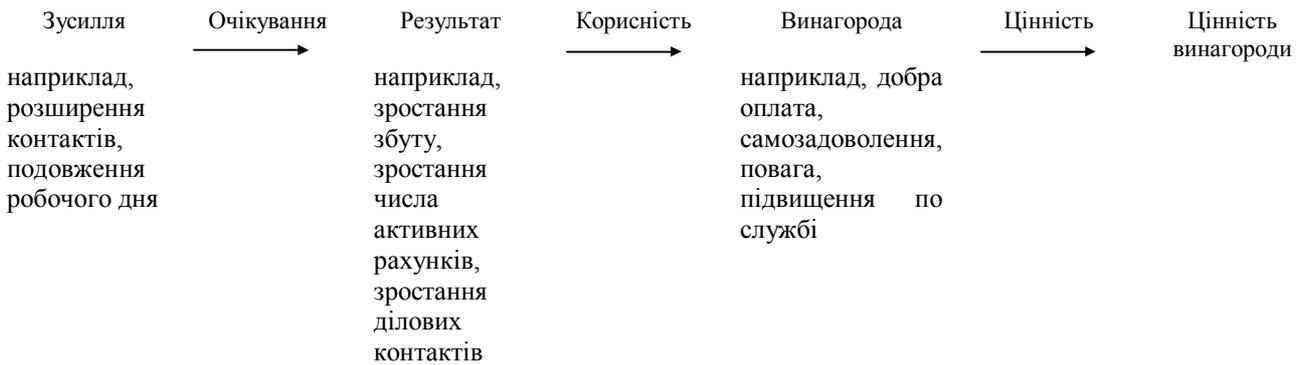 Зусилля Очікування Результат Корисність Винагорода Цінність Цінність винагороди
наприклад,
розширення
контактів,
подовження
робочого дня
наприклад,
зростання
збуту,
зростання
числа
активних
рахунків,
зростання
ділових
контактів
наприклад, добра
оплата,
самозадоволення,
повага,
підвищення по
службі